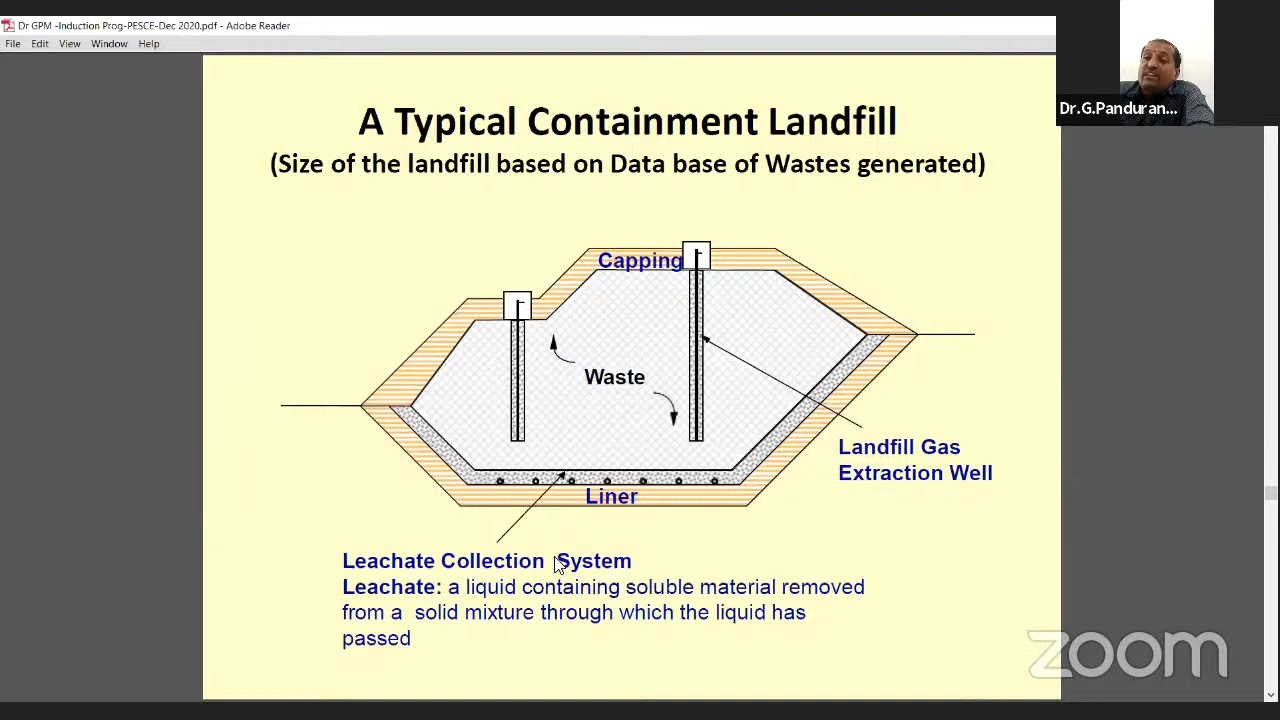 Dr GPM -Induction Prog-PESCE-Dec 2020.pdf - Adobe Reader
File Edit View Window Help
Dr.G.Panduran...
A Typical Containment Landfill
(Size of the landfill based on Data base of Wastes generated)
Capping
Waste
Landfill Gas
Extraction Well
Liner
Leachate Collection System
Leachate: a liquid containing soluble material removed
from a solid mixture through which the liquid has
passed
zoom